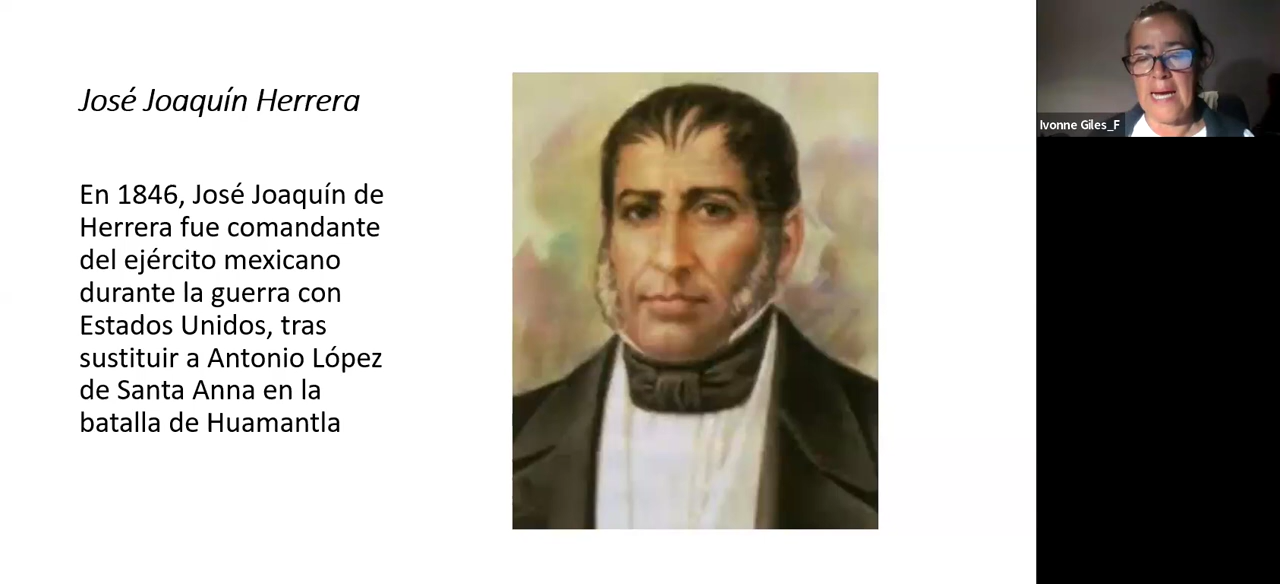 José Joaquín Herrera
En 1846, José Joaquín de
Herrera fue comandante
del ejército mexicano
durante la guerra con
Estados Unidos, tras
sustituir a Antonio López
de Santa Anna en la
batalla de Huamantla
Ivonne Giles_F